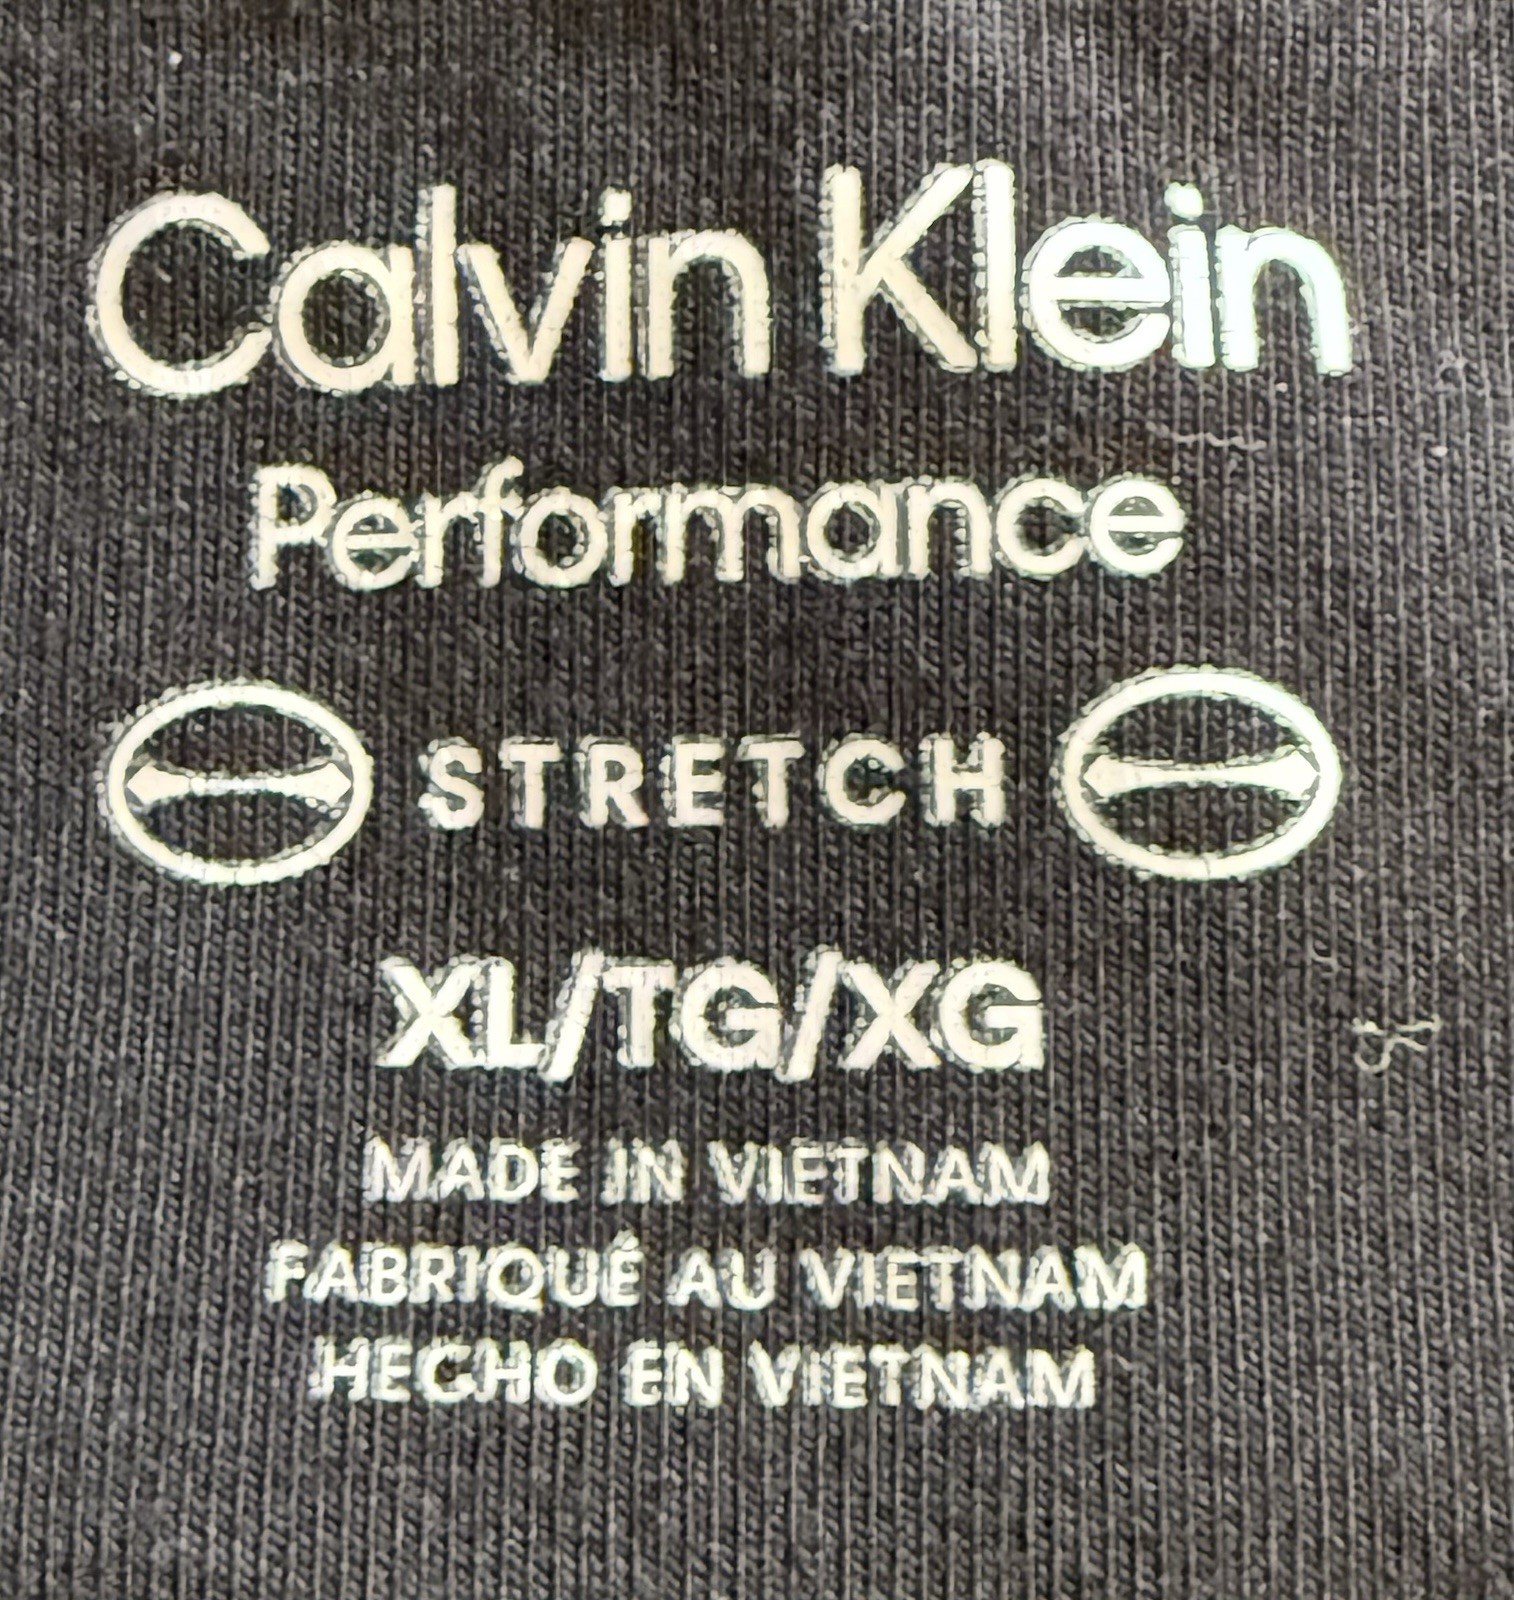 Calvin Klein
Performance
STRETCH
XL/TG/XG
MADE IN VIETNAM
FABRIQUÉ AU VIETNAM
HECHO EN VIETNAM